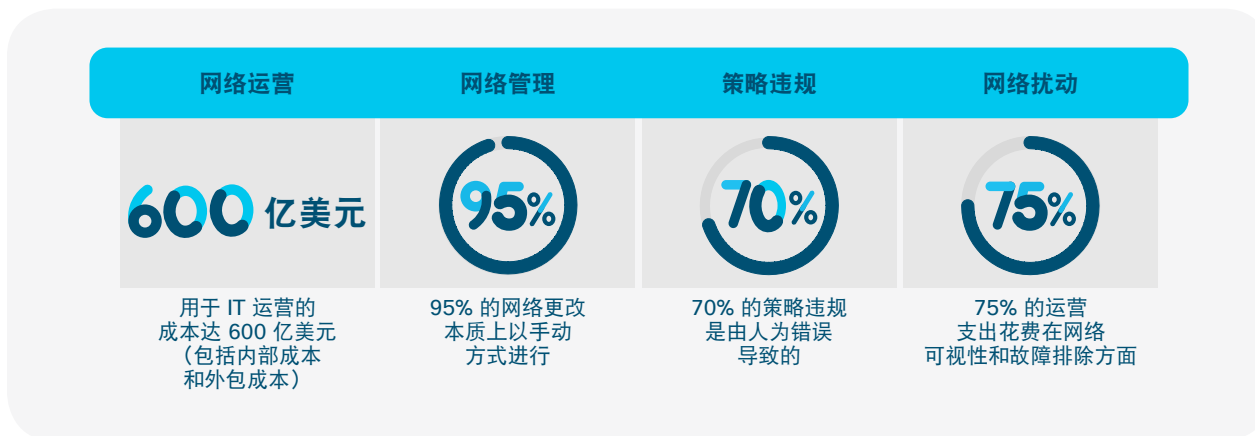 网络运营 网络管理 策略违规 网络扰动
600 亿美元 95% 70% 75%
用于 IT 运营的
成本达 600 亿美元
（包括内部成本
和外包成本）
95% 的网络更改
本质上以手动
方式进行
70% 的策略违规
是由人为错误
导致的
75% 的运营
支出花费在网络
可视性和故障排除方面